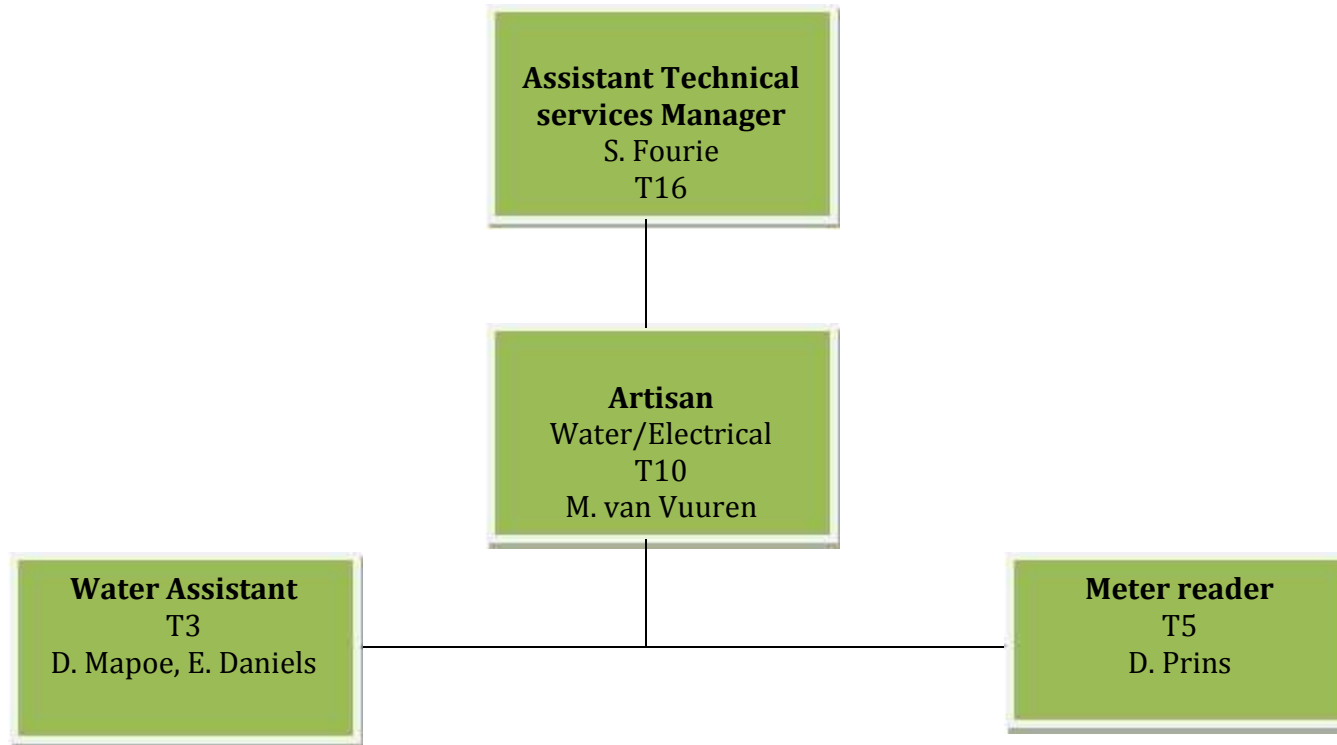 Assistant Technical
services Manager
S. Fourie
T16
Artisan
Water/Electrical
T10
M. van Vuuren
Water Assistant
T3
D. Mapoe, E. Daniels
Meter reader
T5
D. Prins